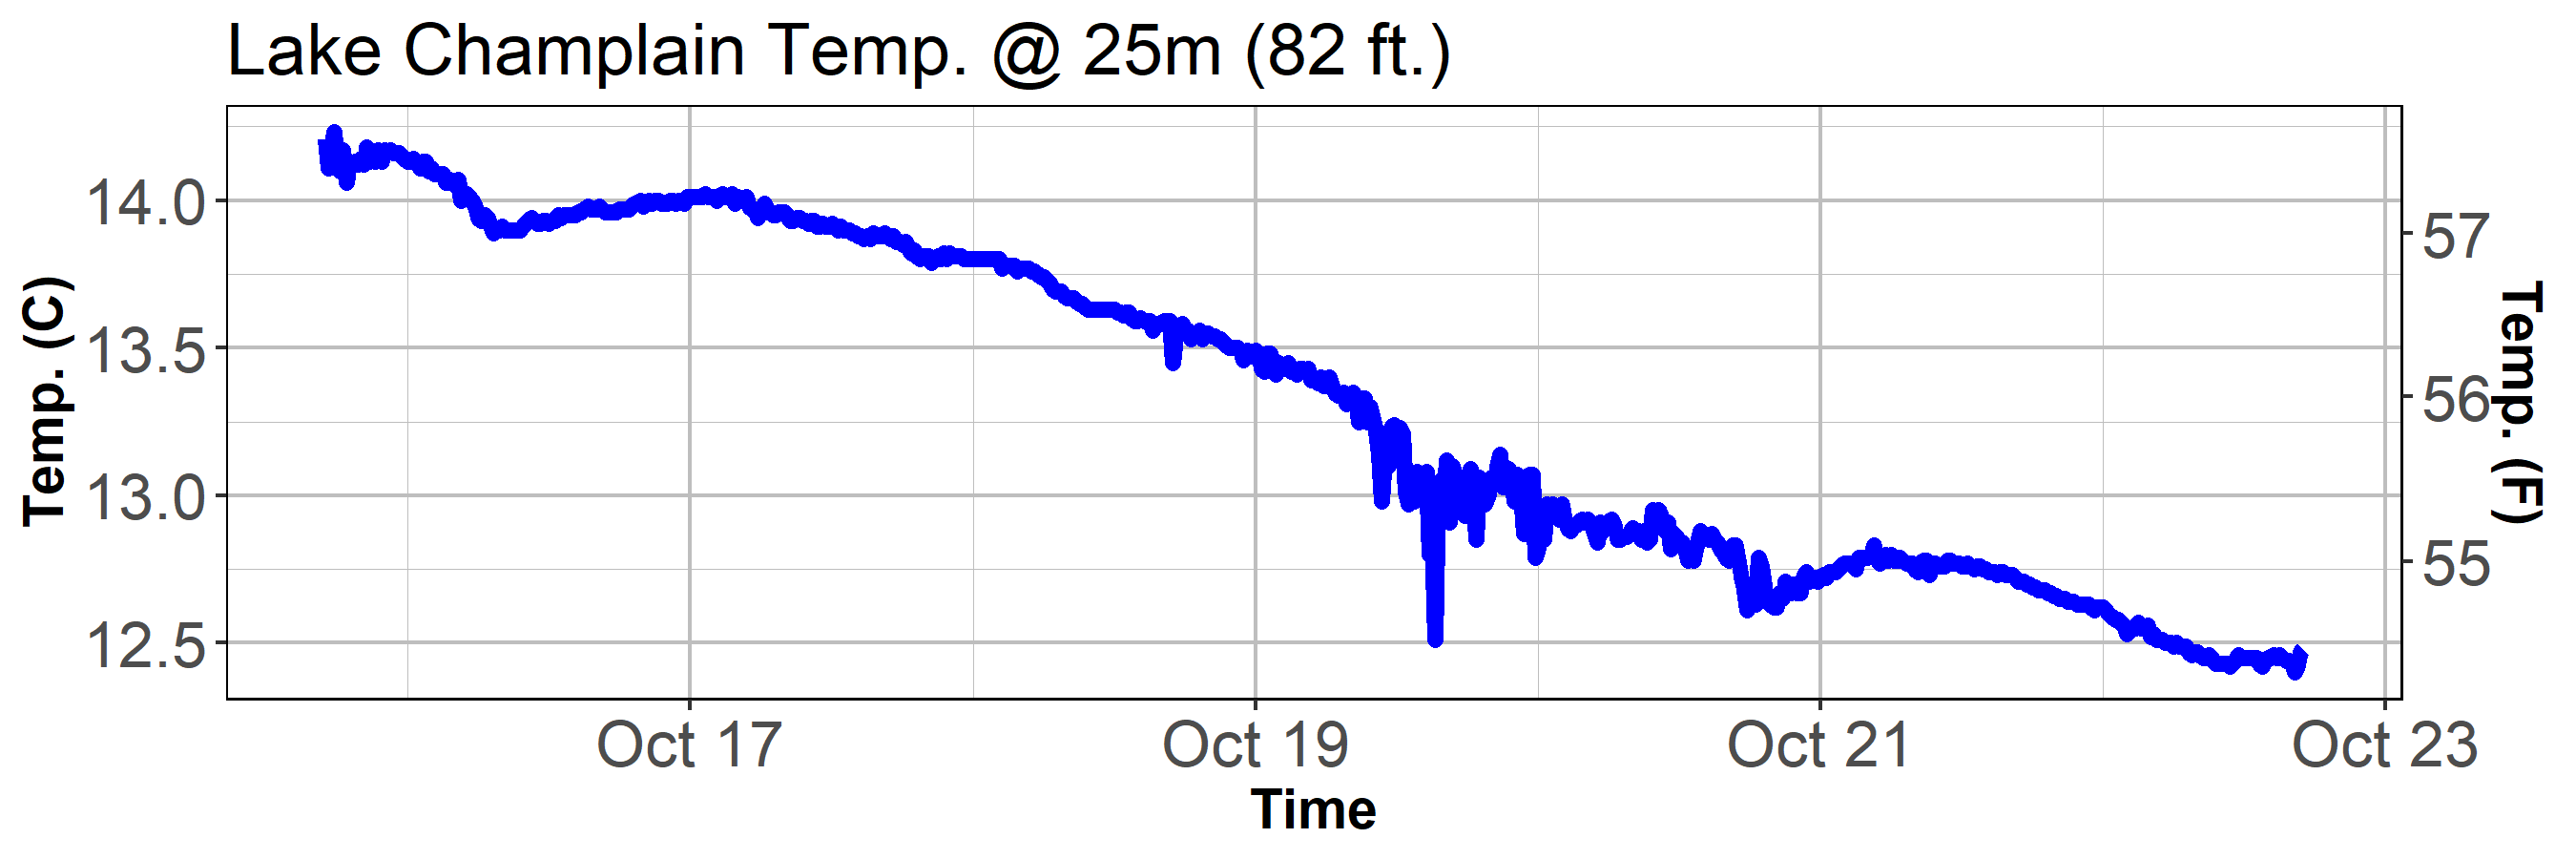 Lake Champlain Temp. @ 25m (82 ft.)
Temp. (C)
14.0
13.5
13.0
12.5
57
56
55
Temp. (F)
Oct 17 Oct 19 Oct 21 Oct 23
Time